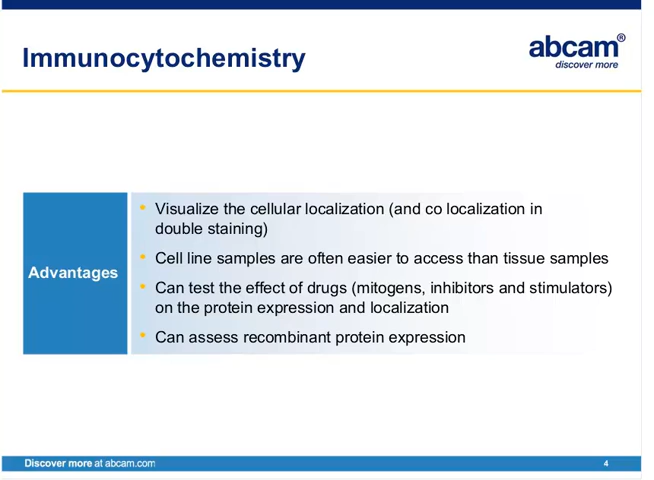 Immunocytochemistry
abcam®
discover more
Advantages
• Visualize the cellular localization (and co localization in
double staining)
• Cell line samples are often easier to access than tissue samples
• Can test the effect of drugs (mitogens, inhibitors and stimulators)
on the protein expression and localization
• Can assess recombinant protein expression
Discover more at abcam.com
4